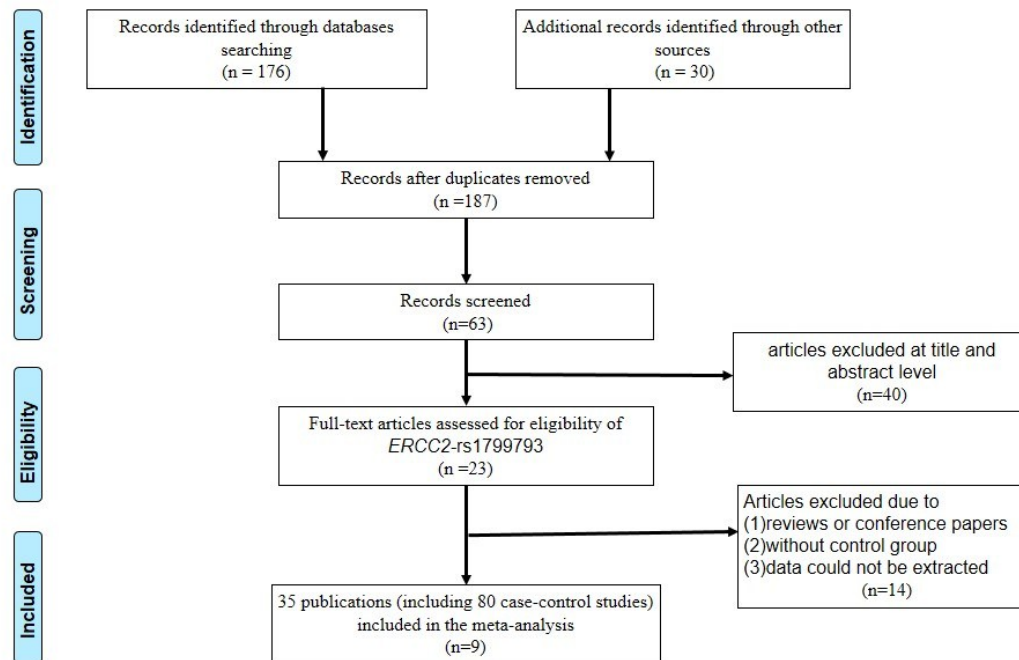 Identification
Records identified through databases
searching
(n = 176)
Additional records identified through other
sources
(n = 30)
Records after duplicates removed
(n =187)
Screening
Records screened
(n=63)
articles excluded at title and
abstract level
(n=40)
Eligibility
Full-text articles assessed for eligibility of
ERCC2-rs1799793
(n =23)
Articles excluded due to
(1)reviews or conference papers
(2)without control group
(3)data could not be extracted
(n=14)
Included
35 publications (including 80 case-control studies)
included in the meta-analysis
(n=9)